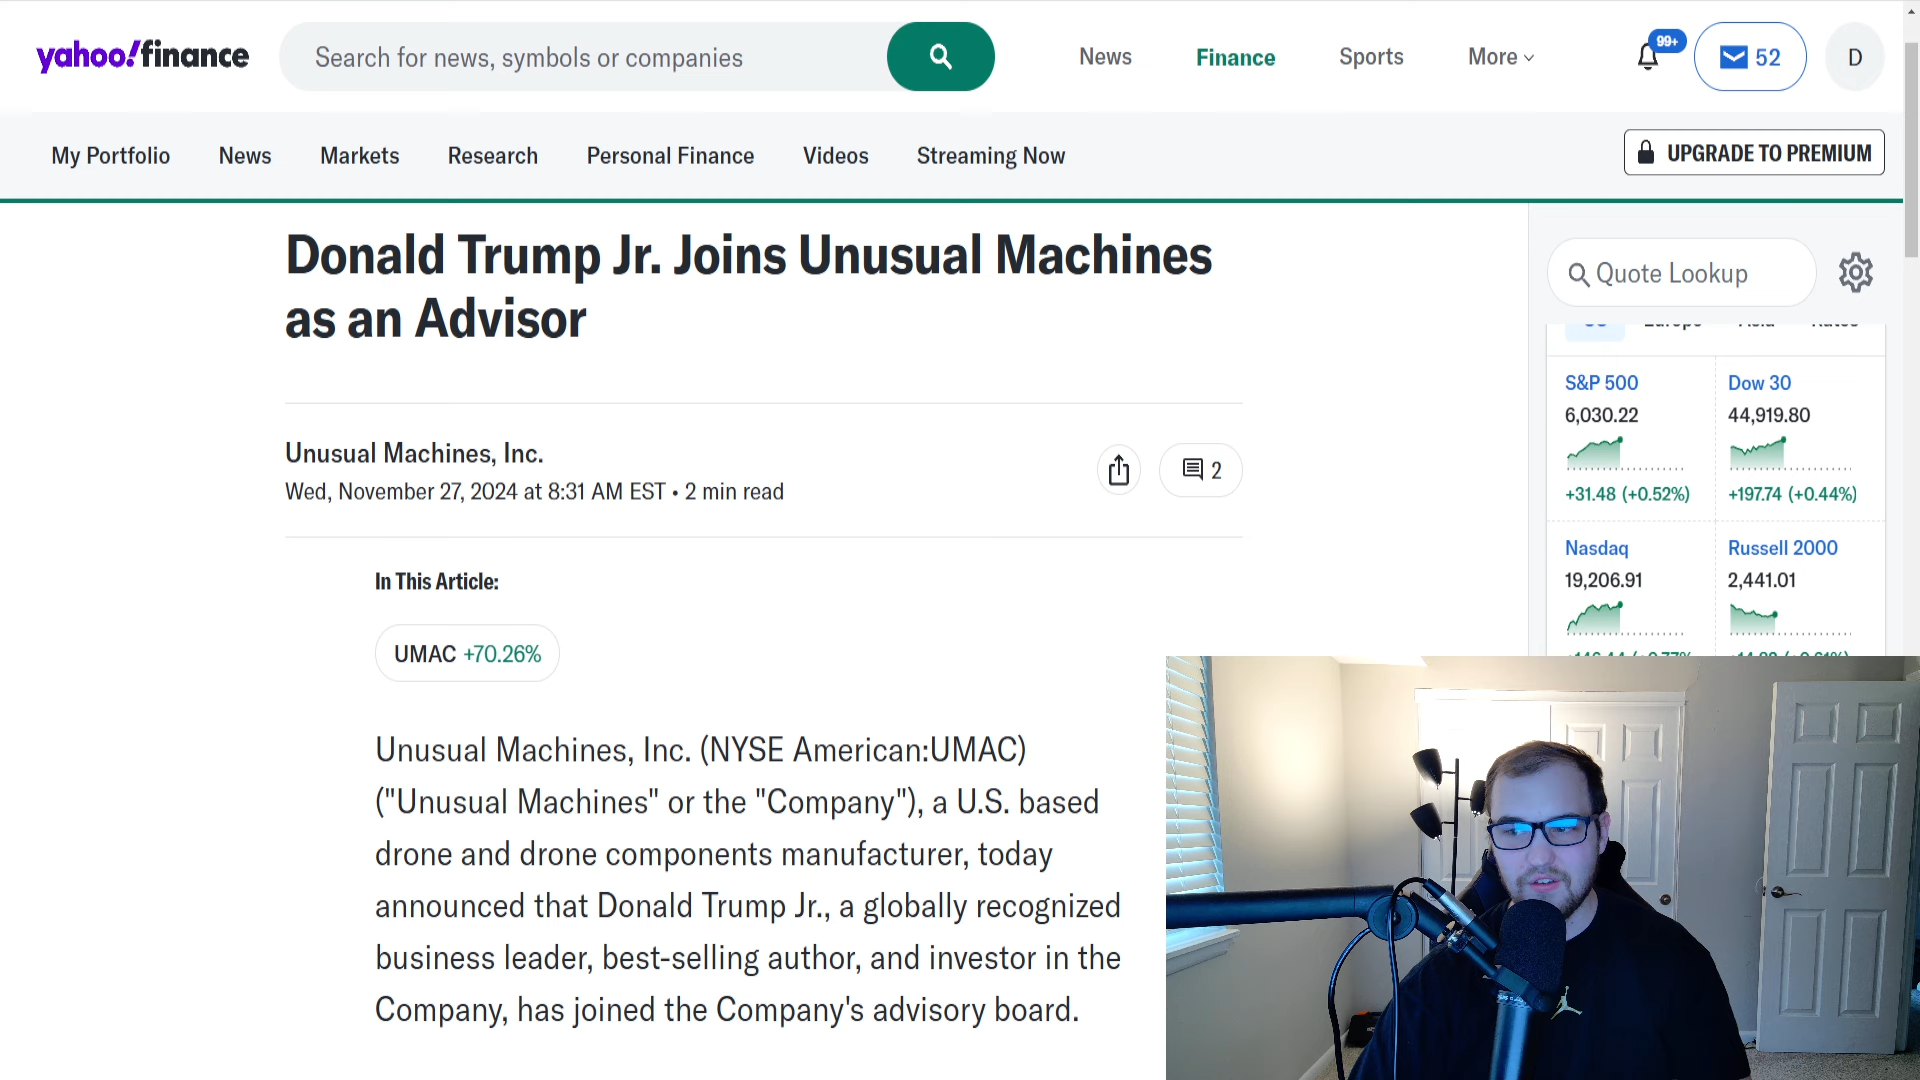 yahoo!finance
Search for news, symbols or companies
News
Finance
Sports
More
99+
52
D
My Portfolio
News
Markets
Research
Personal Finance
Videos
Streaming Now
UPGRADE TO PREMIUM
Donald Trump Jr. Joins Unusual Machines
as an Advisor
Unusual Machines, Inc.
Wed, November 27, 2024 at 8:31 AM EST • 2 min read
2
In This Article:
UMAC +70.26%
Unusual Machines, Inc. (NYSE American:UMAC)
("Unusual Machines" or the "Company"), a U.S. based
drone and drone components manufacturer, today
announced that Donald Trump Jr., a globally recognized
business leader, best-selling author, and investor in the
Company, has joined the Company's advisory board.
Quote Lookup
S&P 500
6,030.22
+31.48 (+0.52%)
Dow 30
44,919.80
+197.74 (+0.44%)
Nasdaq
19,206.91
Russell 2000
2,441.01